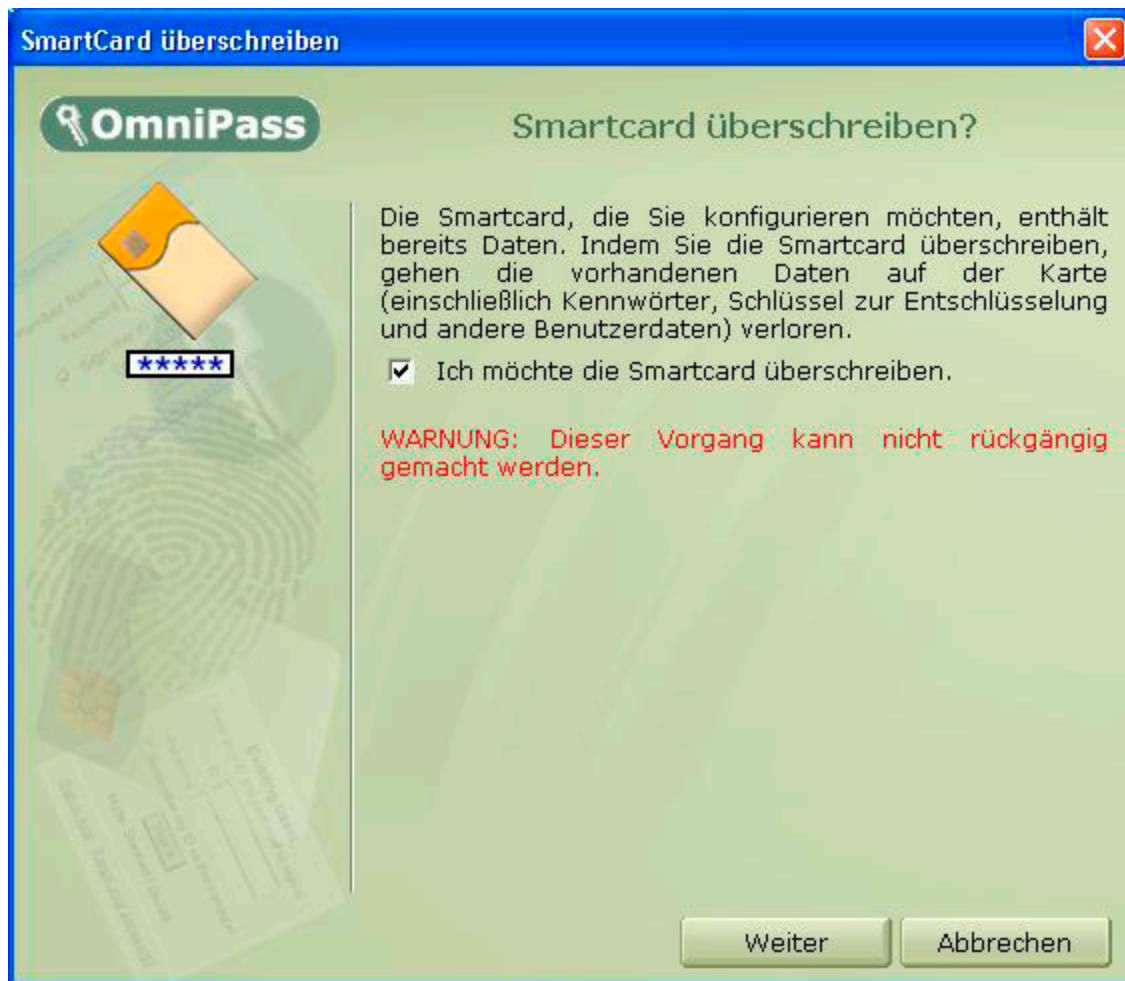 SmartCard überschreiben
OmniPass
Smartcard überschreiben?
Die Smartcard, die Sie konfigurieren möchten, enthält
bereits Daten. Indem Sie die Smartcard überschreiben,
gehen die vorhandenen Daten auf der Karte
(einschließlich Kennwörter, Schlüssel zur Entschlüsselung
und andere Benutzerdaten) verloren.
*****
Ich möchte die Smartcard überschreiben.
WARNUNG: Dieser Vorgang kann nicht rückgängig
gemacht werden.
Weiter
Abbrechen